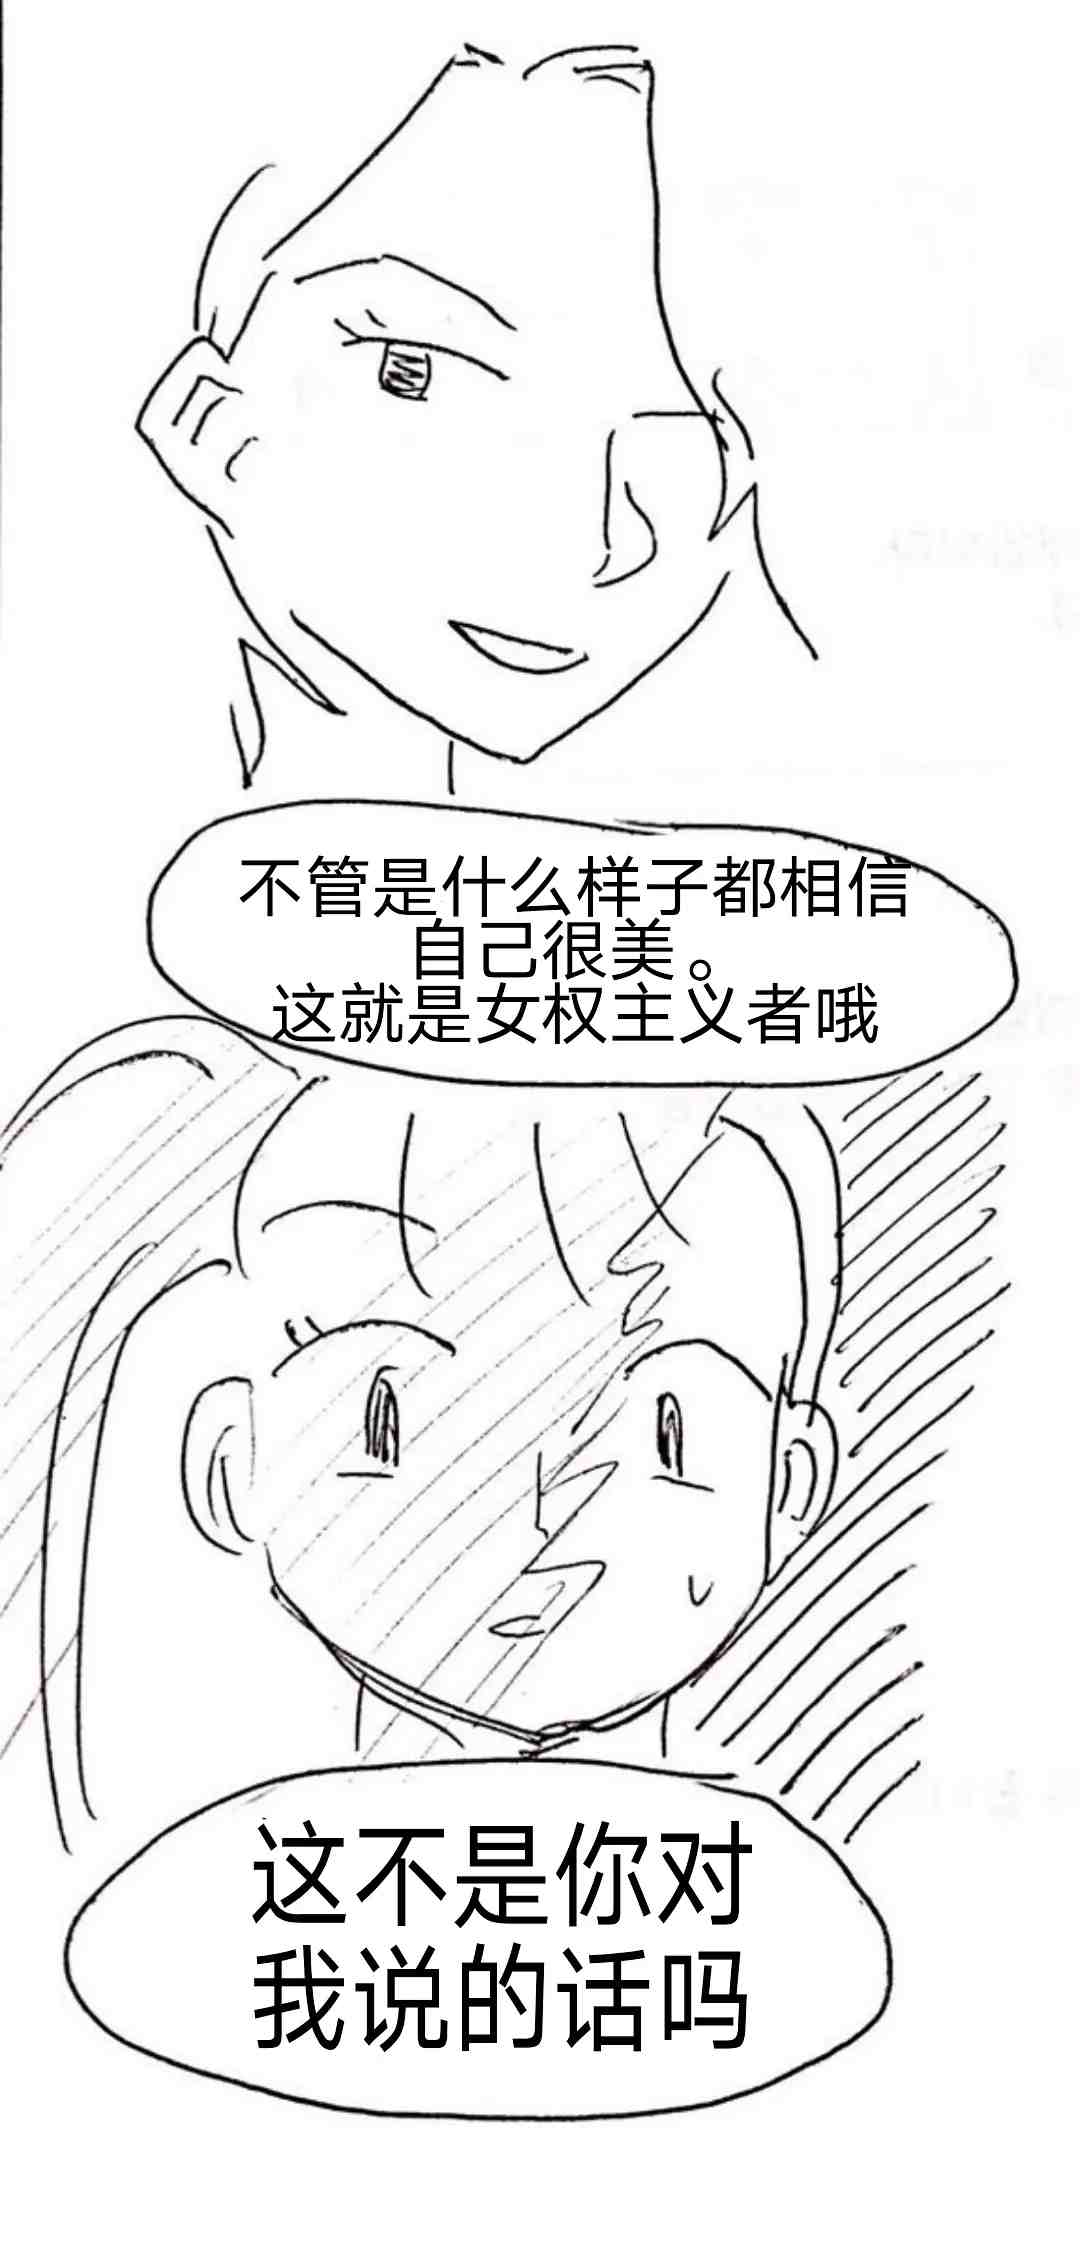 不管是什么样子都相信
自己很美。
这就是女权主义者哦
这不是你对
我说的话吗